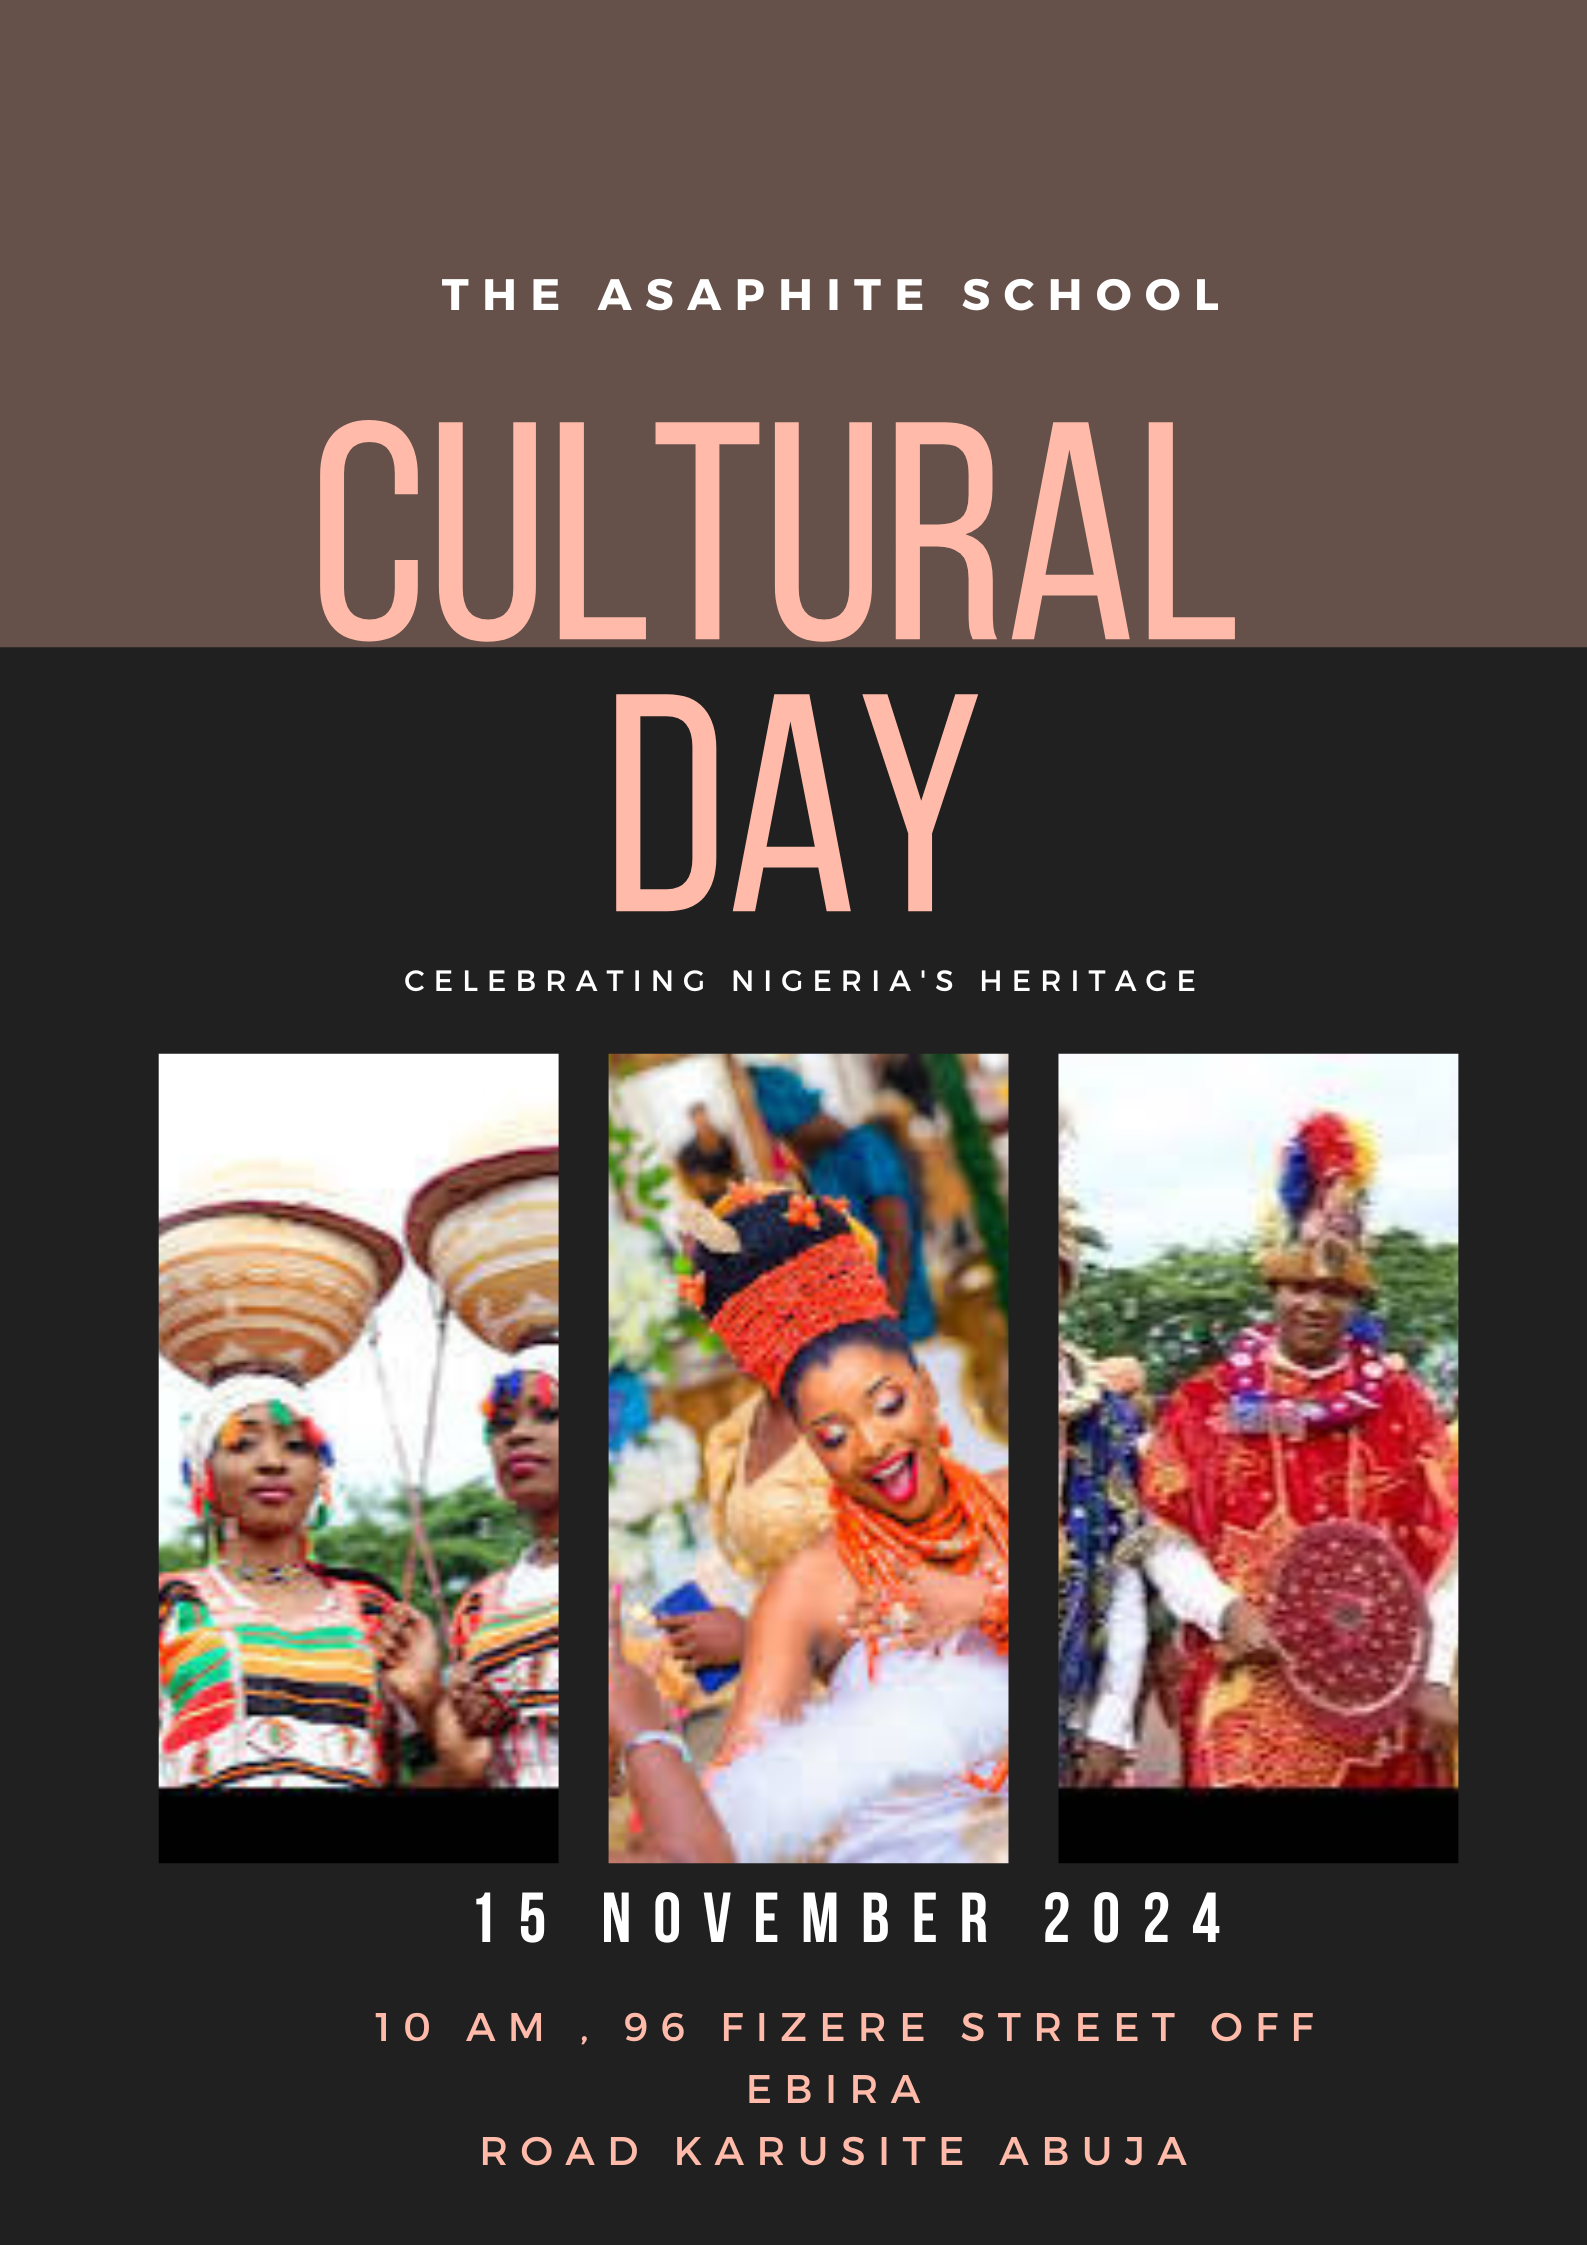 THE ASAPHITE SCHOOL
CULTURAL
DAY
CELEBRATING NIGERIA'S HERITAGE
15 NOVEMBER 2024
10 AM , 96 FIZERE STREET OFF
EBIRA
ROAD KARUSITE ABUJA